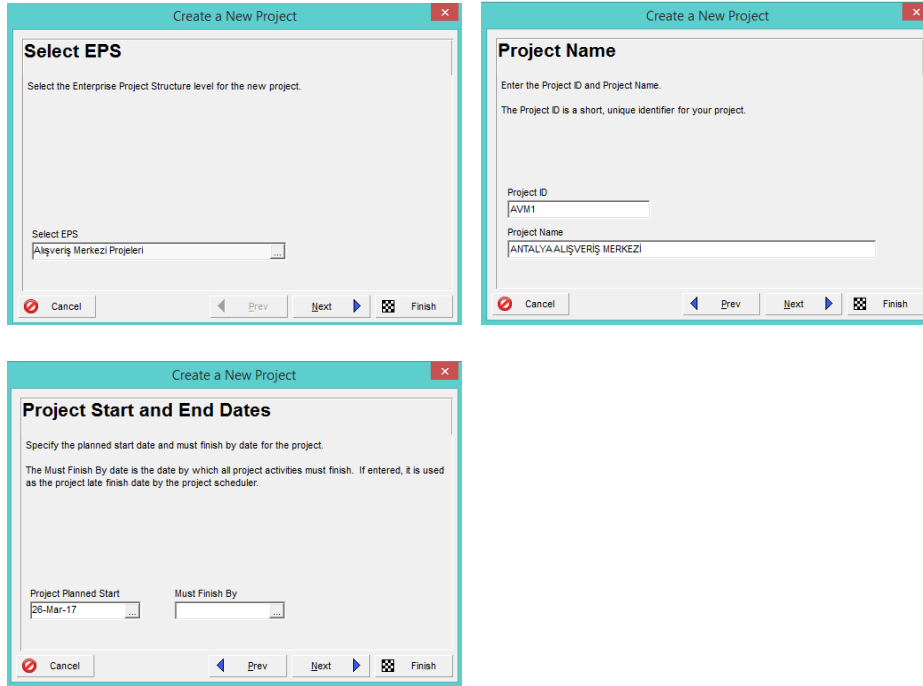 Create a New Project
Select EPS
Select the Enterprise Project Structure level for the new project.
Select EPS
Alışveriş Merkezi Projeleri
...
Cancel
Prev
Next
Finish
Create a New Project
Project Name
Enter the Project ID and Project Name.
The Project ID is a short, unique identifier for your project.
Project ID
AVM1
Project Name
ANTALYA ALIŞVERİŞ MERKEZİ
Cancel
Prev
Next
Finish
Create a New Project
Project Start and End Dates
Specify the planned start date and must finish by date for the project.
The Must Finish By date is the date by which all project activities must finish. If entered, it is used
as the project late finish date by the project scheduler.
Project Planned Start
Must Finish By
26-Mar-17
...
...
Cancel
Prev
Next
Finish